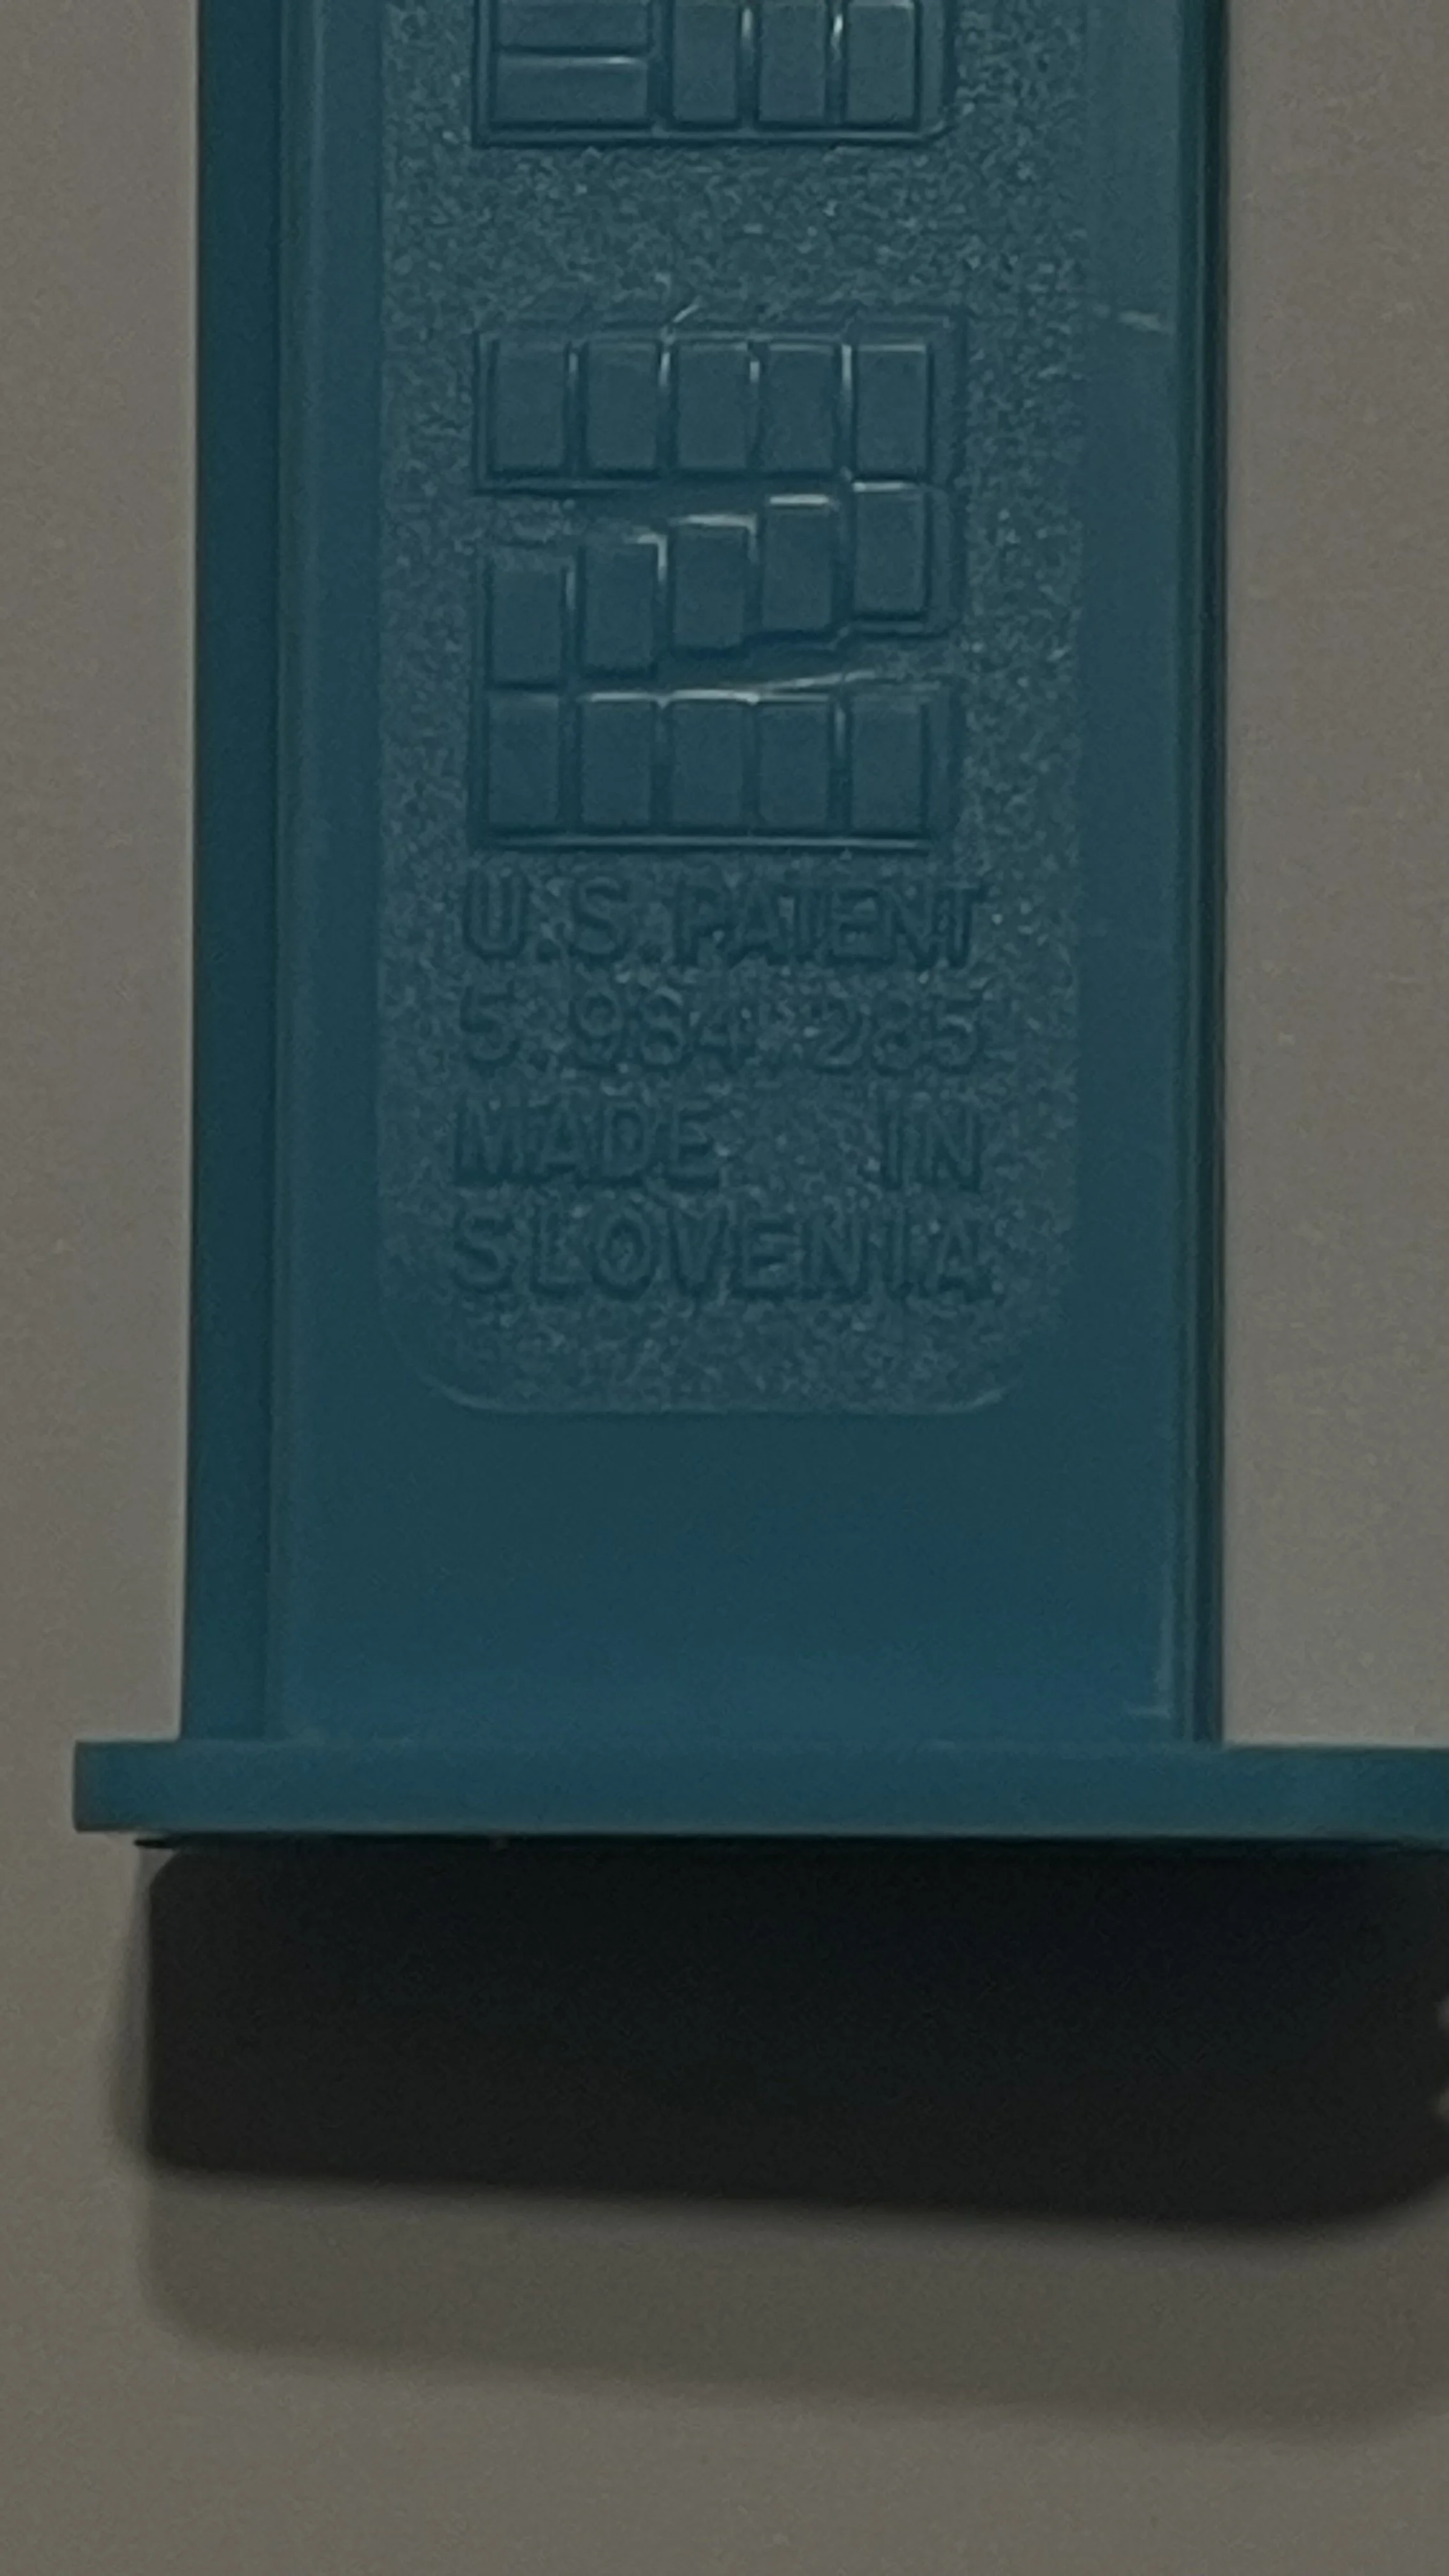 U.S.PATENT
5.984.285
MADE IN
SLOVENIA